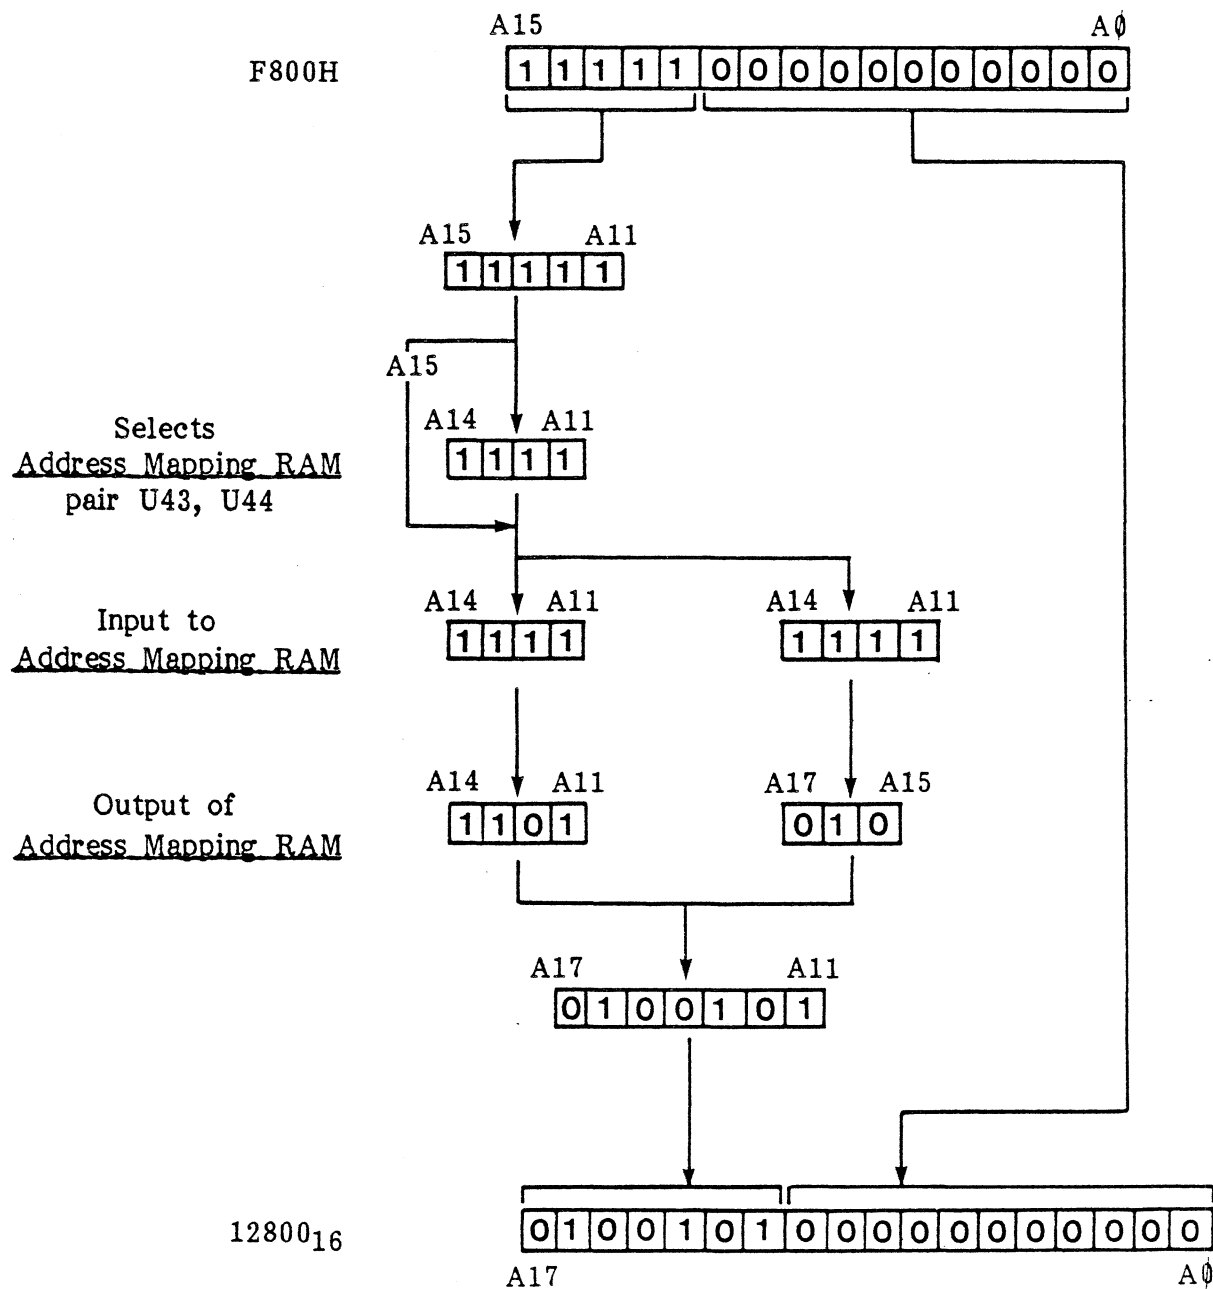 A15 AØ
F800H 1 1 1 1 1 0 0 0 0 0 0 0 0 0 0 0
A15 A11
1 1 1 1 1
A15
A14 A11
Selects
1 1 1 1
Address Mapping RAM
pair U43, U44
A14 A11 A14 A11
Input to
1 1 1 1 1 1 1 1
Address Mapping RAM
A14 A11 A17 A15
Output of
1 1 0 1 0 1 0
Address Mapping RAM
A17 A11
0 1 0 0 1 0 1
12800₁₆ 0 1 0 0 1 0 1 0 0 0 0 0 0 0 0 0 0 0
A17 AØ